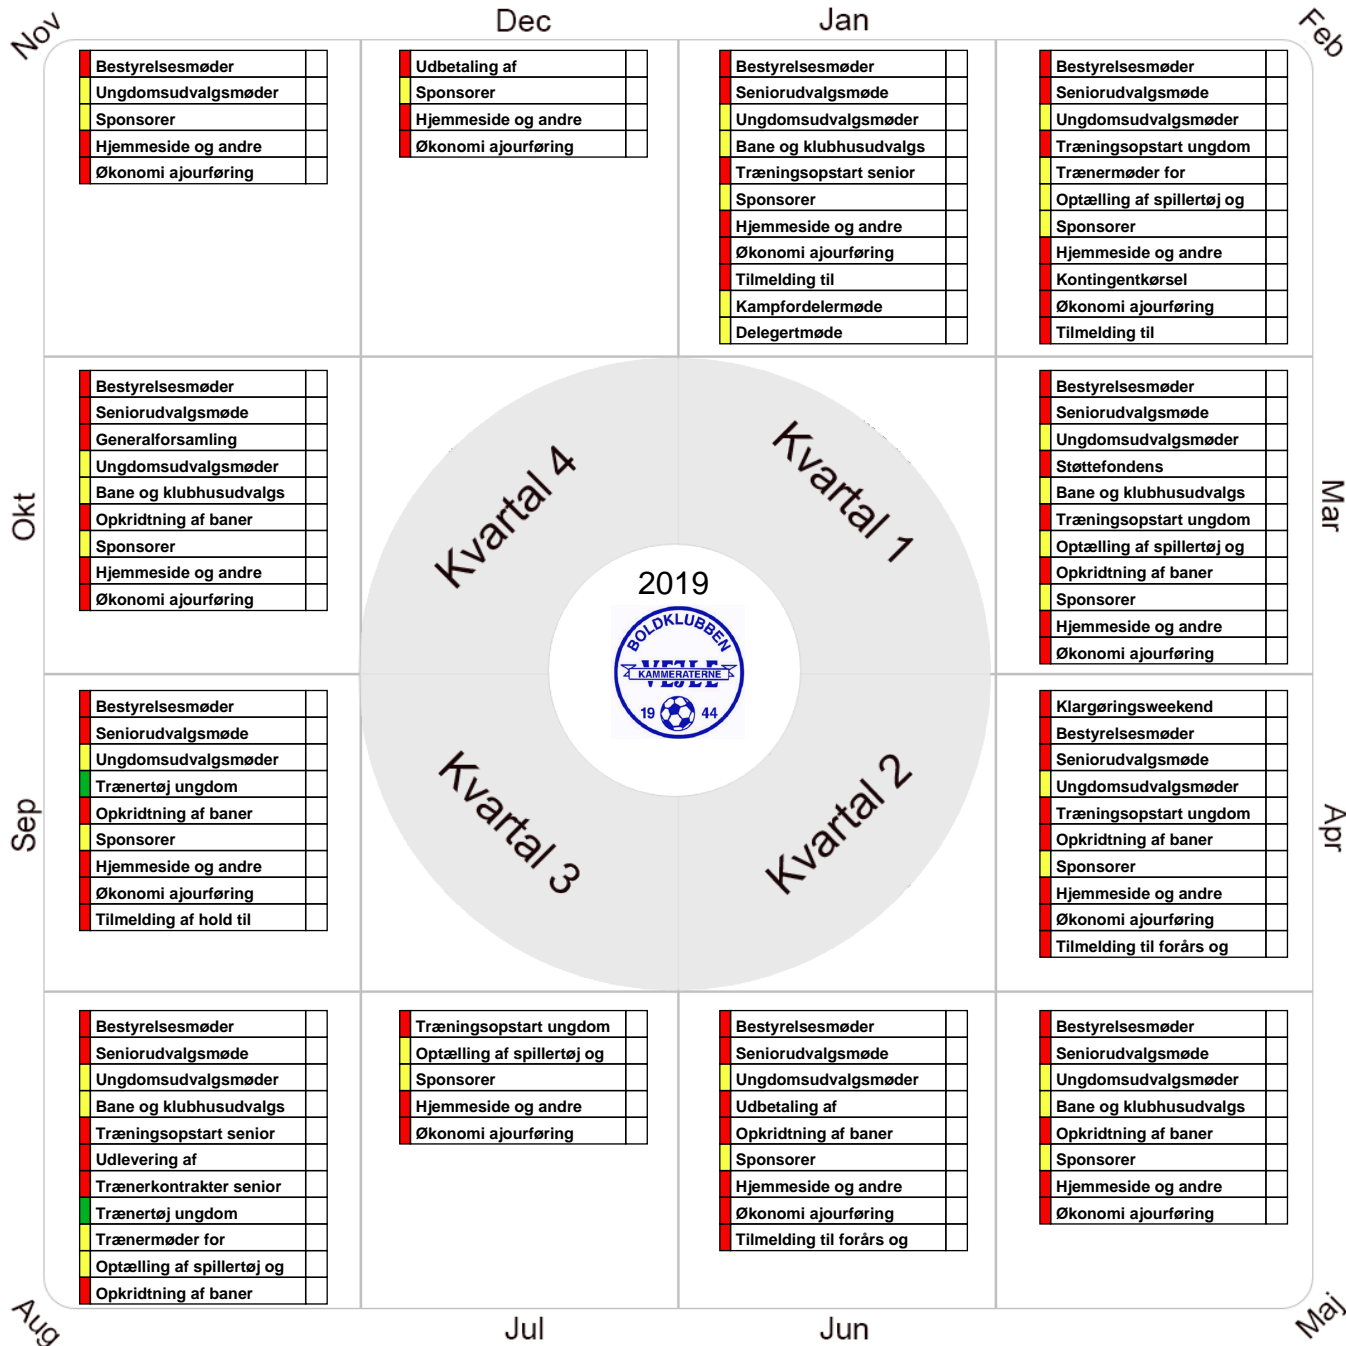 Nov
Dec
Jan
Feb
Bestyrelsesmøder
Ungdomsudvalgsmøder
Sponsorer
Hjemmeside og andre
Økonomi ajourføring
Udbetaling af
Sponsorer
Hjemmeside og andre
Økonomi ajourføring
Bestyrelsesmøder
Seniorudvalgsmøde
Ungdomsudvalgsmøder
Bane og klubhusudvalgs
Træningsopstart senior
Sponsorer
Hjemmeside og andre
Økonomi ajourføring
Tilmelding til
Kampfordelermøde
Delegertmøde
Bestyrelsesmøder
Seniorudvalgsmøde
Ungdomsudvalgsmøder
Træningsopstart ungdom
Trænermøder for
Optælling af spillertøj og
Sponsorer
Hjemmeside og andre
Kontingentkørsel
Økonomi ajourføring
Tilmelding til
Okt
Bestyrelsesmøder
Seniorudvalgsmøde
Generalforsamling
Ungdomsudvalgsmøder
Bane og klubhusudvalgs
Opkridtning af baner
Sponsorer
Hjemmeside og andre
Økonomi ajourføring
Kvartal 4
Kvartal 1
2019
BOLDKLUBBEN
VEJLE
KAMMERATERNE
19 44
Kvartal 3
Kvartal 2
Mar
Bestyrelsesmøder
Seniorudvalgsmøde
Ungdomsudvalgsmøder
Støttefondens
Bane og klubhusudvalgs
Træningsopstart ungdom
Optælling af spillertøj og
Opkridtning af baner
Sponsorer
Hjemmeside og andre
Økonomi ajourføring
Sep
Bestyrelsesmøder
Seniorudvalgsmøde
Ungdomsudvalgsmøder
Trænertøj ungdom
Opkridtning af baner
Sponsorer
Hjemmeside og andre
Økonomi ajourføring
Tilmelding af hold til
Apr
Klargøringsweekend
Bestyrelsesmøder
Seniorudvalgsmøde
Ungdomsudvalgsmøder
Træningsopstart ungdom
Opkridtning af baner
Sponsorer
Hjemmeside og andre
Økonomi ajourføring
Tilmelding til forårs og
Bestyrelsesmøder
Seniorudvalgsmøde
Ungdomsudvalgsmøder
Bane og klubhusudvalgs
Træningsopstart senior
Udlevering af
Trænerkontrakter senior
Trænertøj ungdom
Trænermøder for
Optælling af spillertøj og
Opkridtning af baner
Træningsopstart ungdom
Optælling af spillertøj og
Sponsorer
Hjemmeside og andre
Økonomi ajourføring
Bestyrelsesmøder
Seniorudvalgsmøde
Ungdomsudvalgsmøder
Udbetaling af
Opkridtning af baner
Sponsorer
Hjemmeside og andre
Økonomi ajourføring
Tilmelding til forårs og
Bestyrelsesmøder
Seniorudvalgsmøde
Ungdomsudvalgsmøder
Bane og klubhusudvalgs
Opkridtning af baner
Sponsorer
Hjemmeside og andre
Økonomi ajourføring
Aug
Jul
Jun
Maj